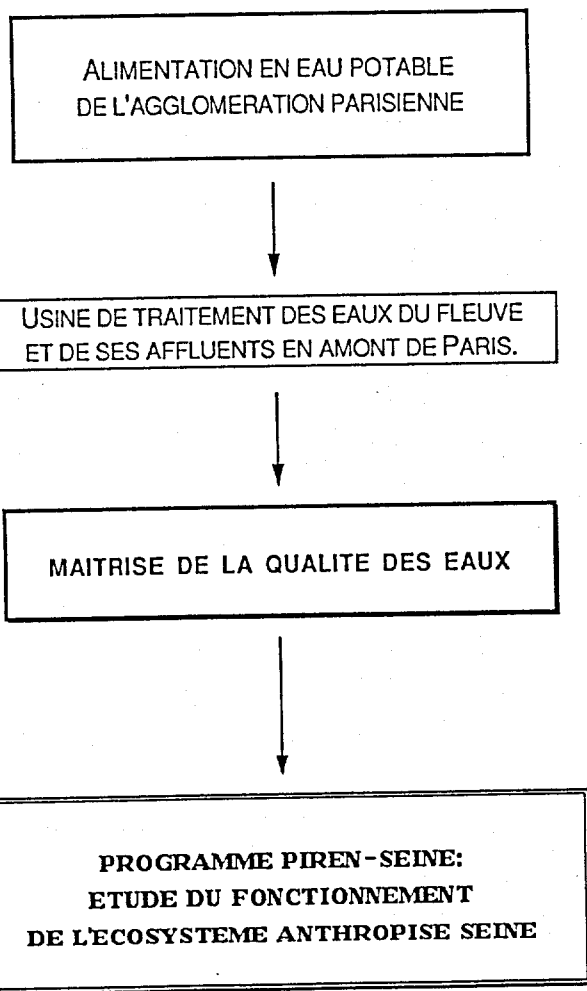 ALIMENTATION EN EAU POTABLE
DE L'AGGLOMERATION PARISIENNE
USINE DE TRAITEMENT DES EAUX DU FLEUVE
ET DE SES AFFLUENTS EN AMONT DE PARIS.
MAITRISE DE LA QUALITE DES EAUX
PROGRAMME PIREN-SEINE:
ETUDE DU FONCTIONNEMENT
DE L'ECOSYSTEME ANTHROPISE SEINE